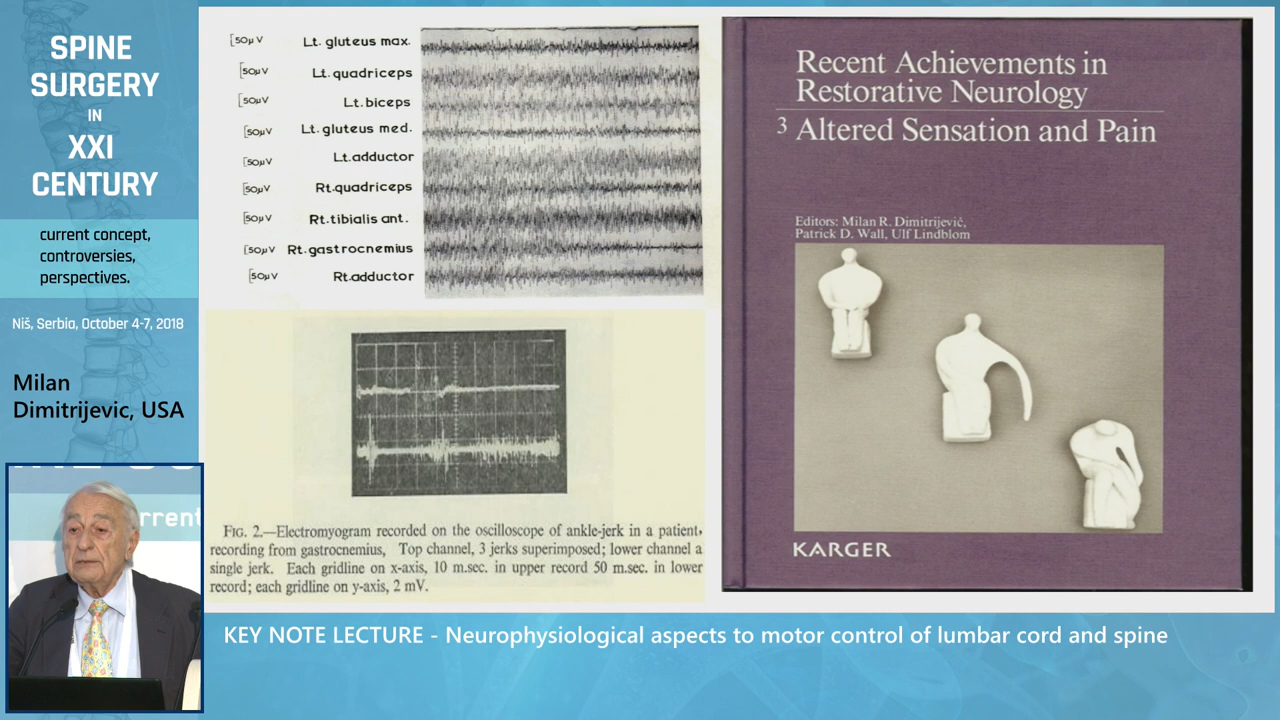 SPINE
SURGERY
IN
XXI
CENTURY
current concept,
controversies,
perspectives.
Niš, Serbia, October 4-7, 2018
Milan
Dimitrijevic, USA
rrent
50µV Lt. gluteus max.
50µV Lt. quadriceps
50µV Lt. biceps
50µV Lt. gluteus med.
50µV Lt. adductor
50µV Rt. quadriceps
50µV Rt. tibialis ant.
50µV Rt. gastrocnemius
50µV Rt. adductor
FIG. 2.—Electromyogram recorded on the oscilloscope of ankle-jerk in a patient,
recording from gastrocnemius, Top channel, 3 jerks superimposed; lower channel a
single jerk. Each gridline on x-axis, 10 m.sec. in upper record 50 m.sec. in lower
record; each gridline on y-axis, 2 mV.
Recent Achievements in
Restorative Neurology
3 Altered Sensation and Pain
Editors: Milan R. Dimitrijević,
Patrick D. Wall, Ulf Lindblom
KARGER
KEY NOTE LECTURE - Neurophysiological aspects to motor control of lumbar cord and spine